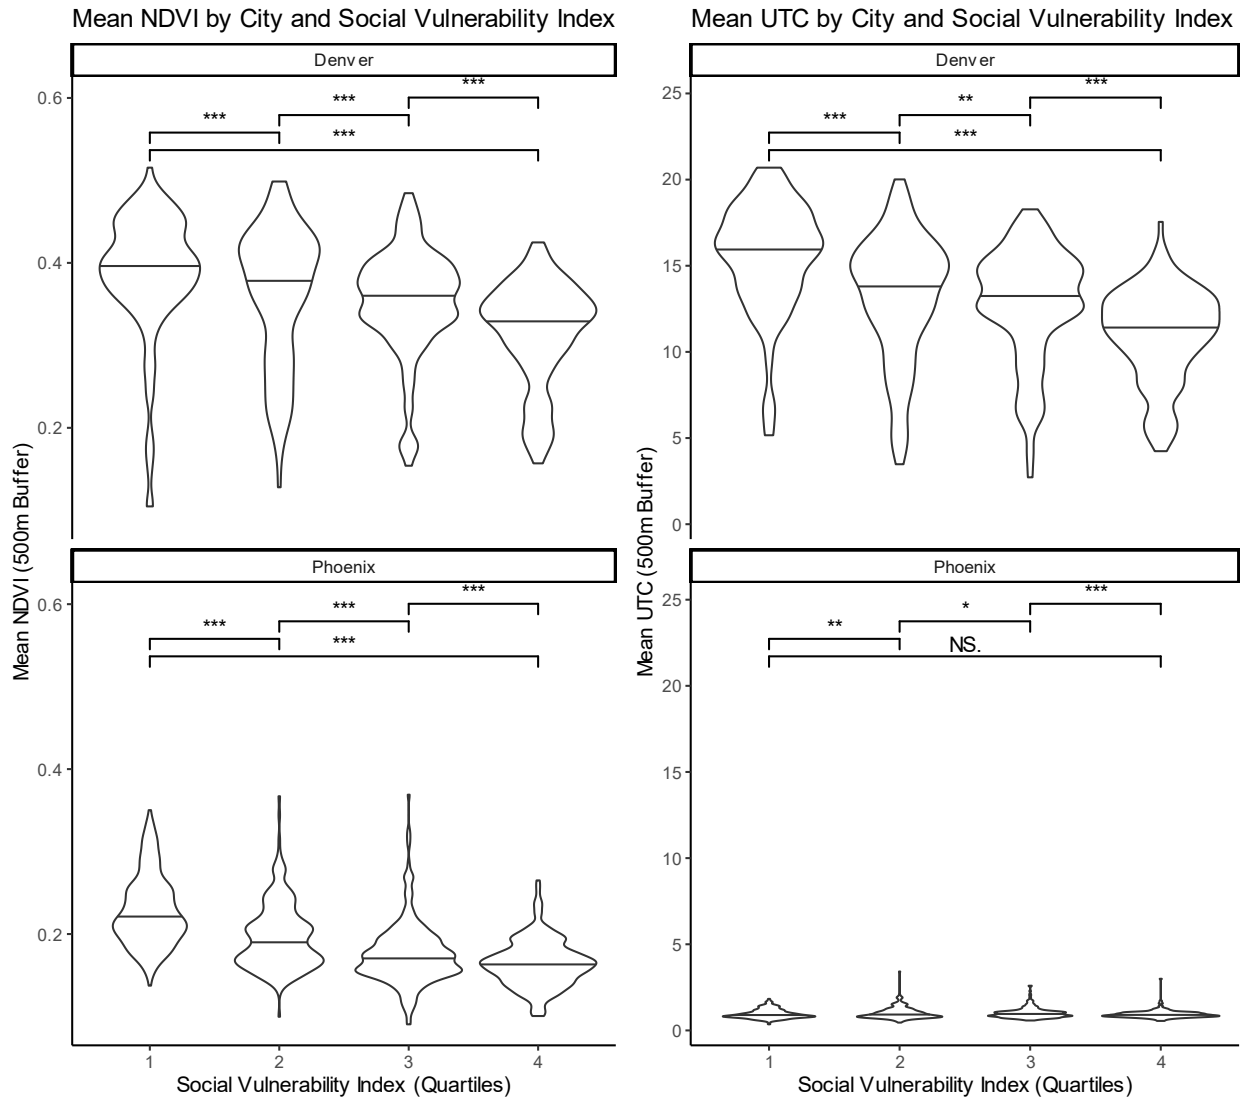 Mean NDVI by City and Social Vulnerability Index
Denver
***
***
***
***
0.6
0.4
0.2
Phoenix
***
***
***
***
0.6
0.4
0.2
1 2 3 4
Social Vulnerability Index (Quartiles)
Mean NDVI (500m Buffer)
Mean UTC by City and Social Vulnerability Index
Denver
***
**
***
***
25
20
15
10
5
0
Phoenix
***
*
**
NS.
25
20
15
10
5
0
1 2 3 4
Social Vulnerability Index (Quartiles)
Mean UTC (500m Buffer)